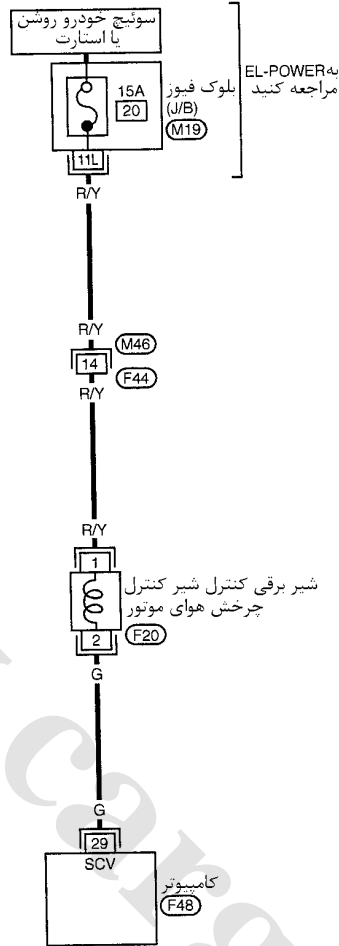 سوئیچ خودرو روشن
یا استارت
به EL-POWER
مراجعه کنید
بلوک فیوز
(J/B)
M19
15A
20
11L
R/Y
R/Y
M46
14
F44
R/Y
R/Y
1
شیر برقی کنترل شیر کنترل
چرخش هوای موتور
2
F20
G
G
29
SCV
کامپیوتر
F48